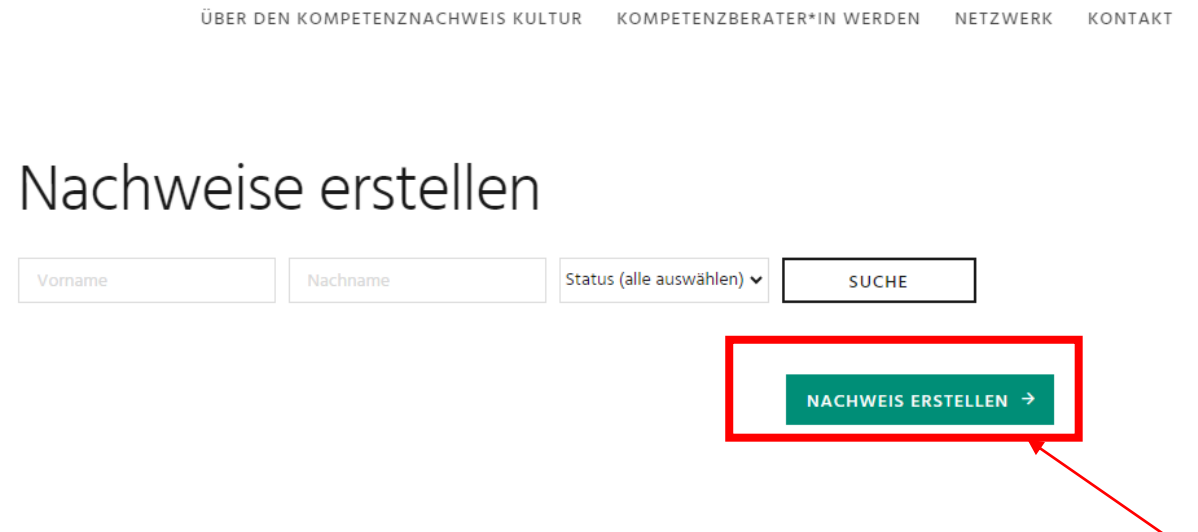 ÜBER DEN KOMPETENZNACHWEIS KULTUR KOMPETENZBERATER*IN WERDEN NETZWERK KONTAKT
Nachweise erstellen
Vorname Nachname Status (alle auswählen) SUCHE
NACHWEIS ERSTELLEN →